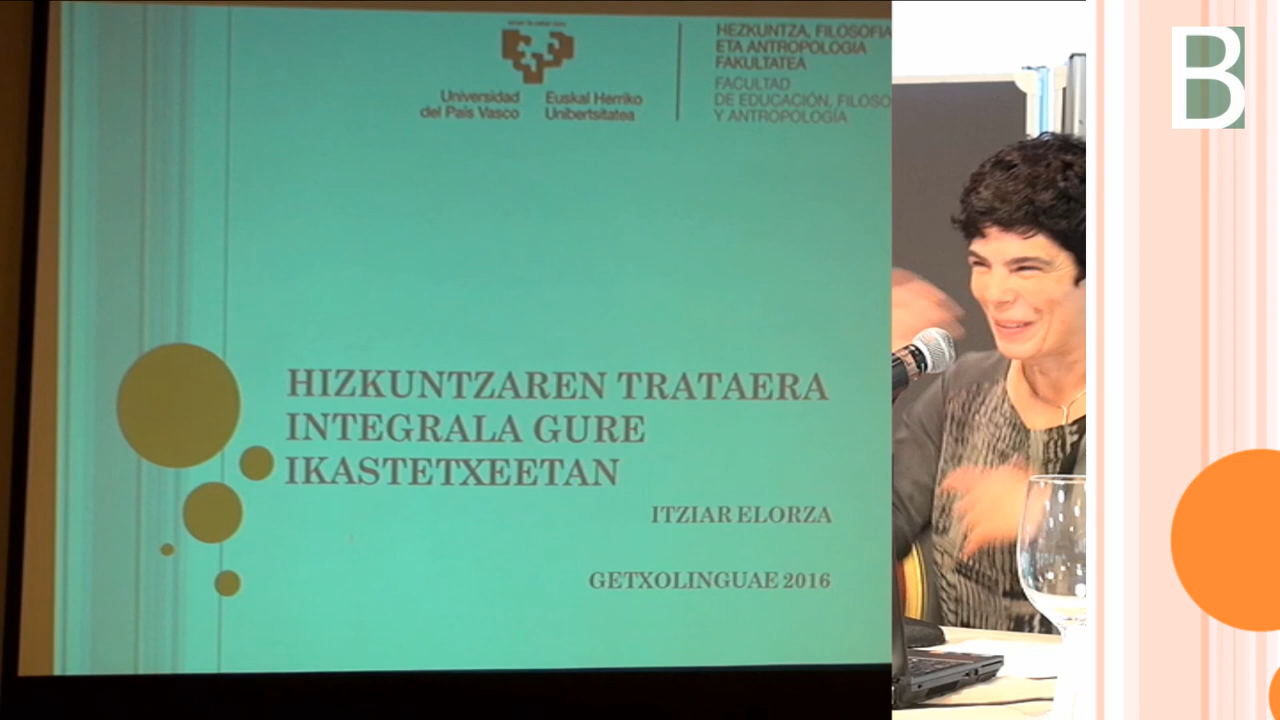 Universidad
del País Vasco
Euskal Herriko
Unibertsitatea
HEZKUNTZA, FILOSOFIA
ETA ANTROPOLOGIA
FAKULTATEA
FACULTAD
DE EDUCACIÓN, FILOSO
Y ANTROPOLOGÍA
HIZKUNTZAREN TRATAERA
INTEGRALA GURE
IKASTETXEETAN
ITZIAR ELORZA
GETXOLINGUAE 2016
B